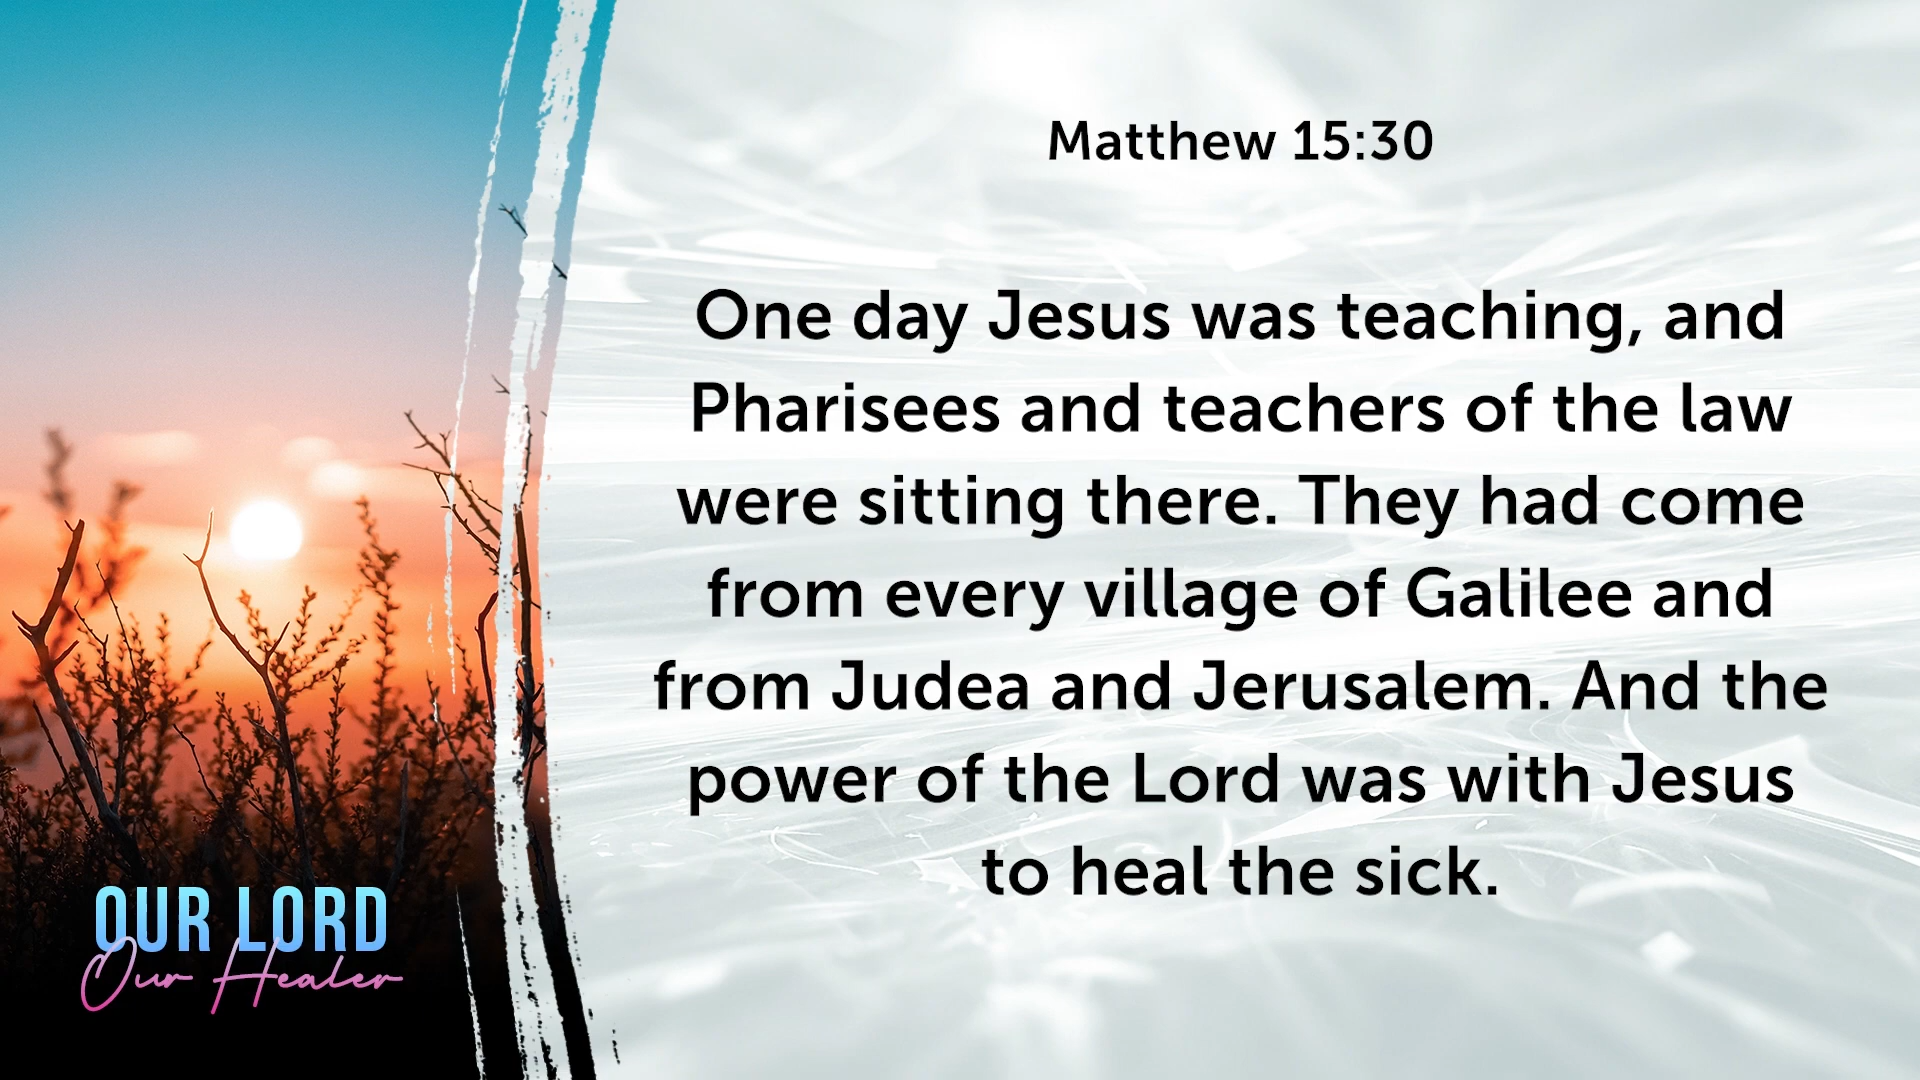 Matthew 15:30
One day Jesus was teaching, and
Pharisees and teachers of the law
were sitting there. They had come
from every village of Galilee and
from Judea and Jerusalem. And the
power of the Lord was with Jesus
to heal the sick.
OUR LORD
Our Healer